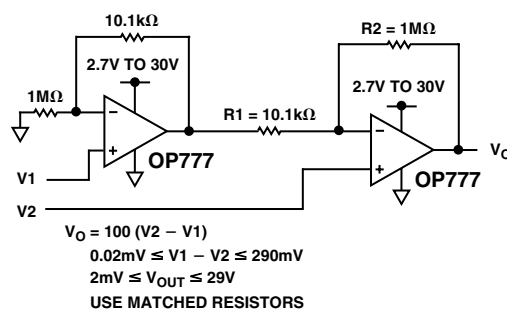 10.1kΩ
R2 = 1MΩ
2.7V TO 30V
2.7V TO 30V
1MΩ
R1 = 10.1kΩ
V1
OP777
OP777
VO
V2
VO = 100 (V2 – V1)
0.02mV ≤ V1 – V2 ≤ 290mV
2mV ≤ VOUT ≤ 29V
USE MATCHED RESISTORS